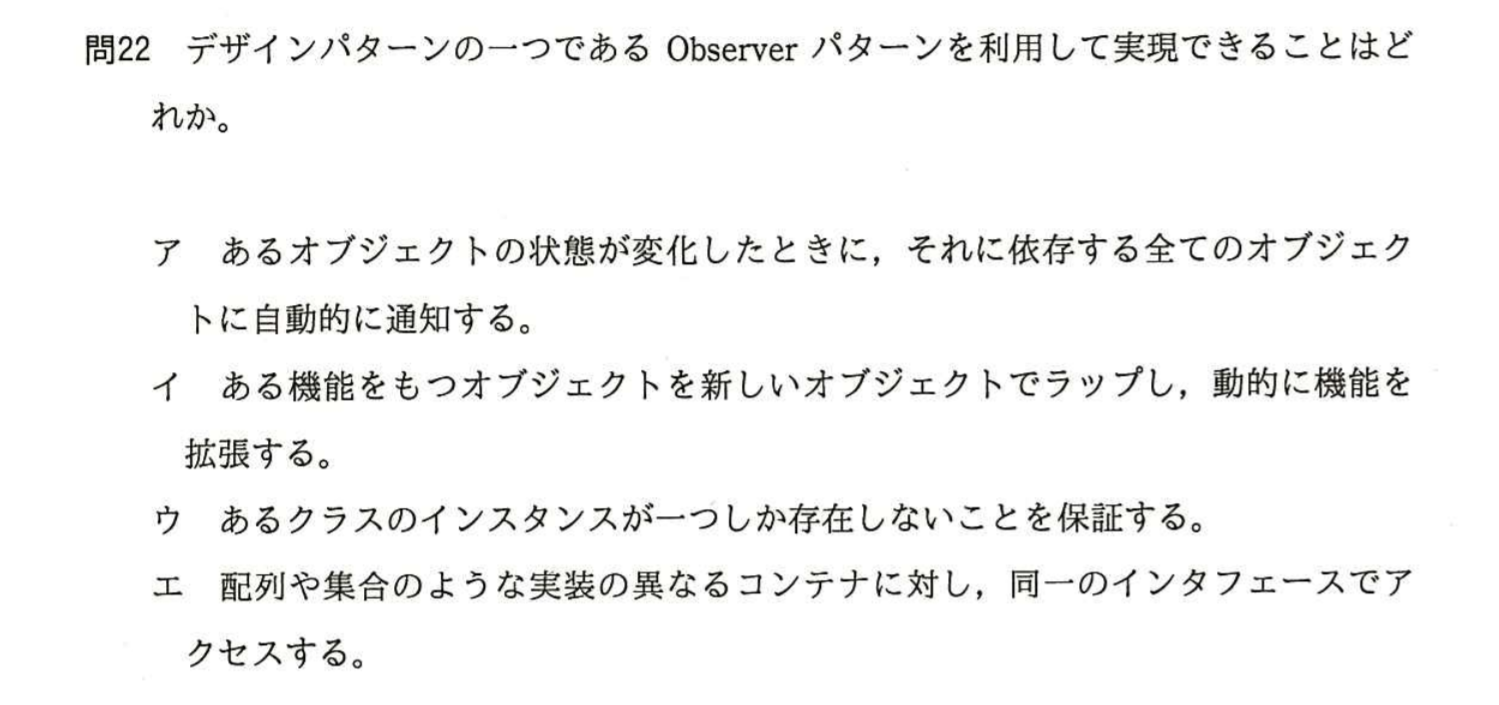 問22 デザインパターンの一つである Observer パターンを利用して実現できることはど
れか。
ア あるオブジェクトの状態が変化したときに，それに依存する全てのオブジェク
トに自動的に通知する。
イ ある機能をもつオブジェクトを新しいオブジェクトでラップし，動的に機能を
拡張する。
ウ あるクラスのインスタンスが一つしか存在しないことを保証する。
エ 配列や集合のような実装の異なるコンテナに対し，同一のインタフェースでア
クセスする。